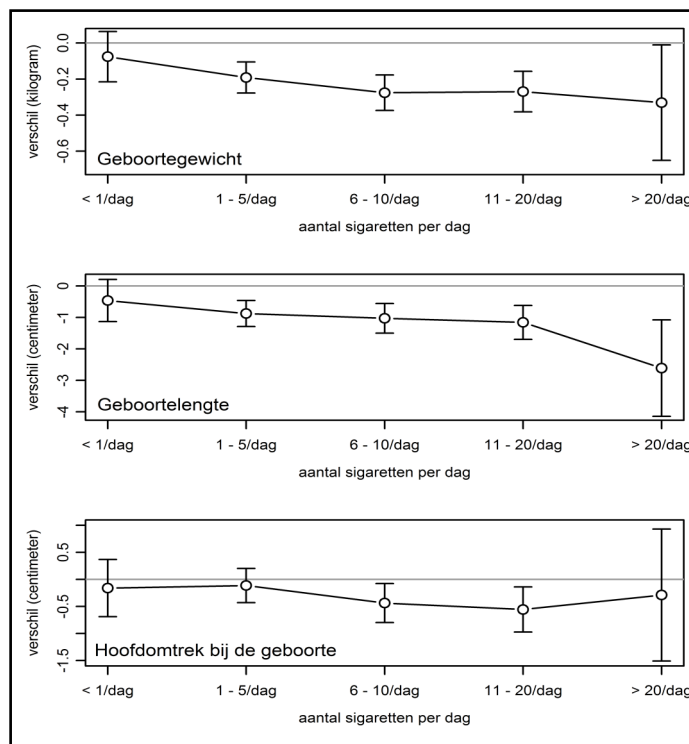 verschil (kilogram)
0.0
-0.2
-0.4
-0.6
Geboortegewicht
< 1/dag 1 - 5/dag 6 - 10/dag 11 - 20/dag > 20/dag
aantal sigaretten per dag
verschil (centimeter)
0
-1
-2
-3
-4
Geboortelengte
< 1/dag 1 - 5/dag 6 - 10/dag 11 - 20/dag > 20/dag
aantal sigaretten per dag
verschil (centimeter)
0.5
-0.5
-1.5
Hoofdomtrek bij de geboorte
< 1/dag 1 - 5/dag 6 - 10/dag 11 - 20/dag > 20/dag
aantal sigaretten per dag